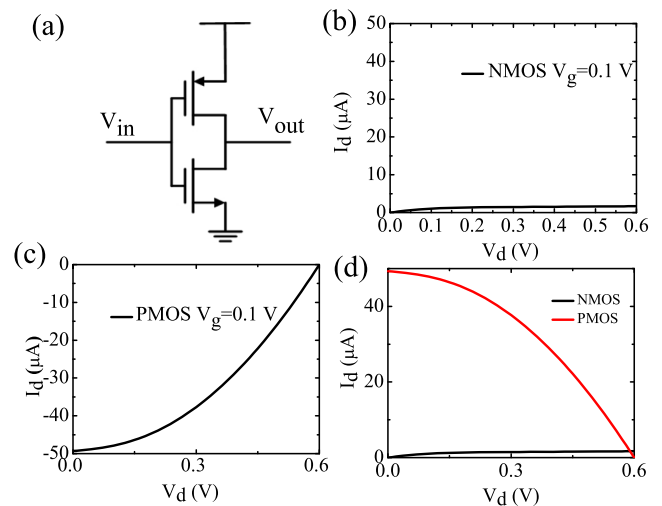 (a)
V_in
V_out
(b)
50
40
30
20
10
0
I_d (μA)
NMOS V_g=0.1 V
0.0 0.1 0.2 0.3 0.4 0.5 0.6
V_d (V)
(c)
0
-10
-20
-30
-40
-50
I_d (μA)
PMOS V_g=0.1 V
0.0 0.3 0.6
V_d (V)
(d)
40
20
0
I_d (μA)
NMOS
PMOS
0.0 0.3 0.6
V_d (V)